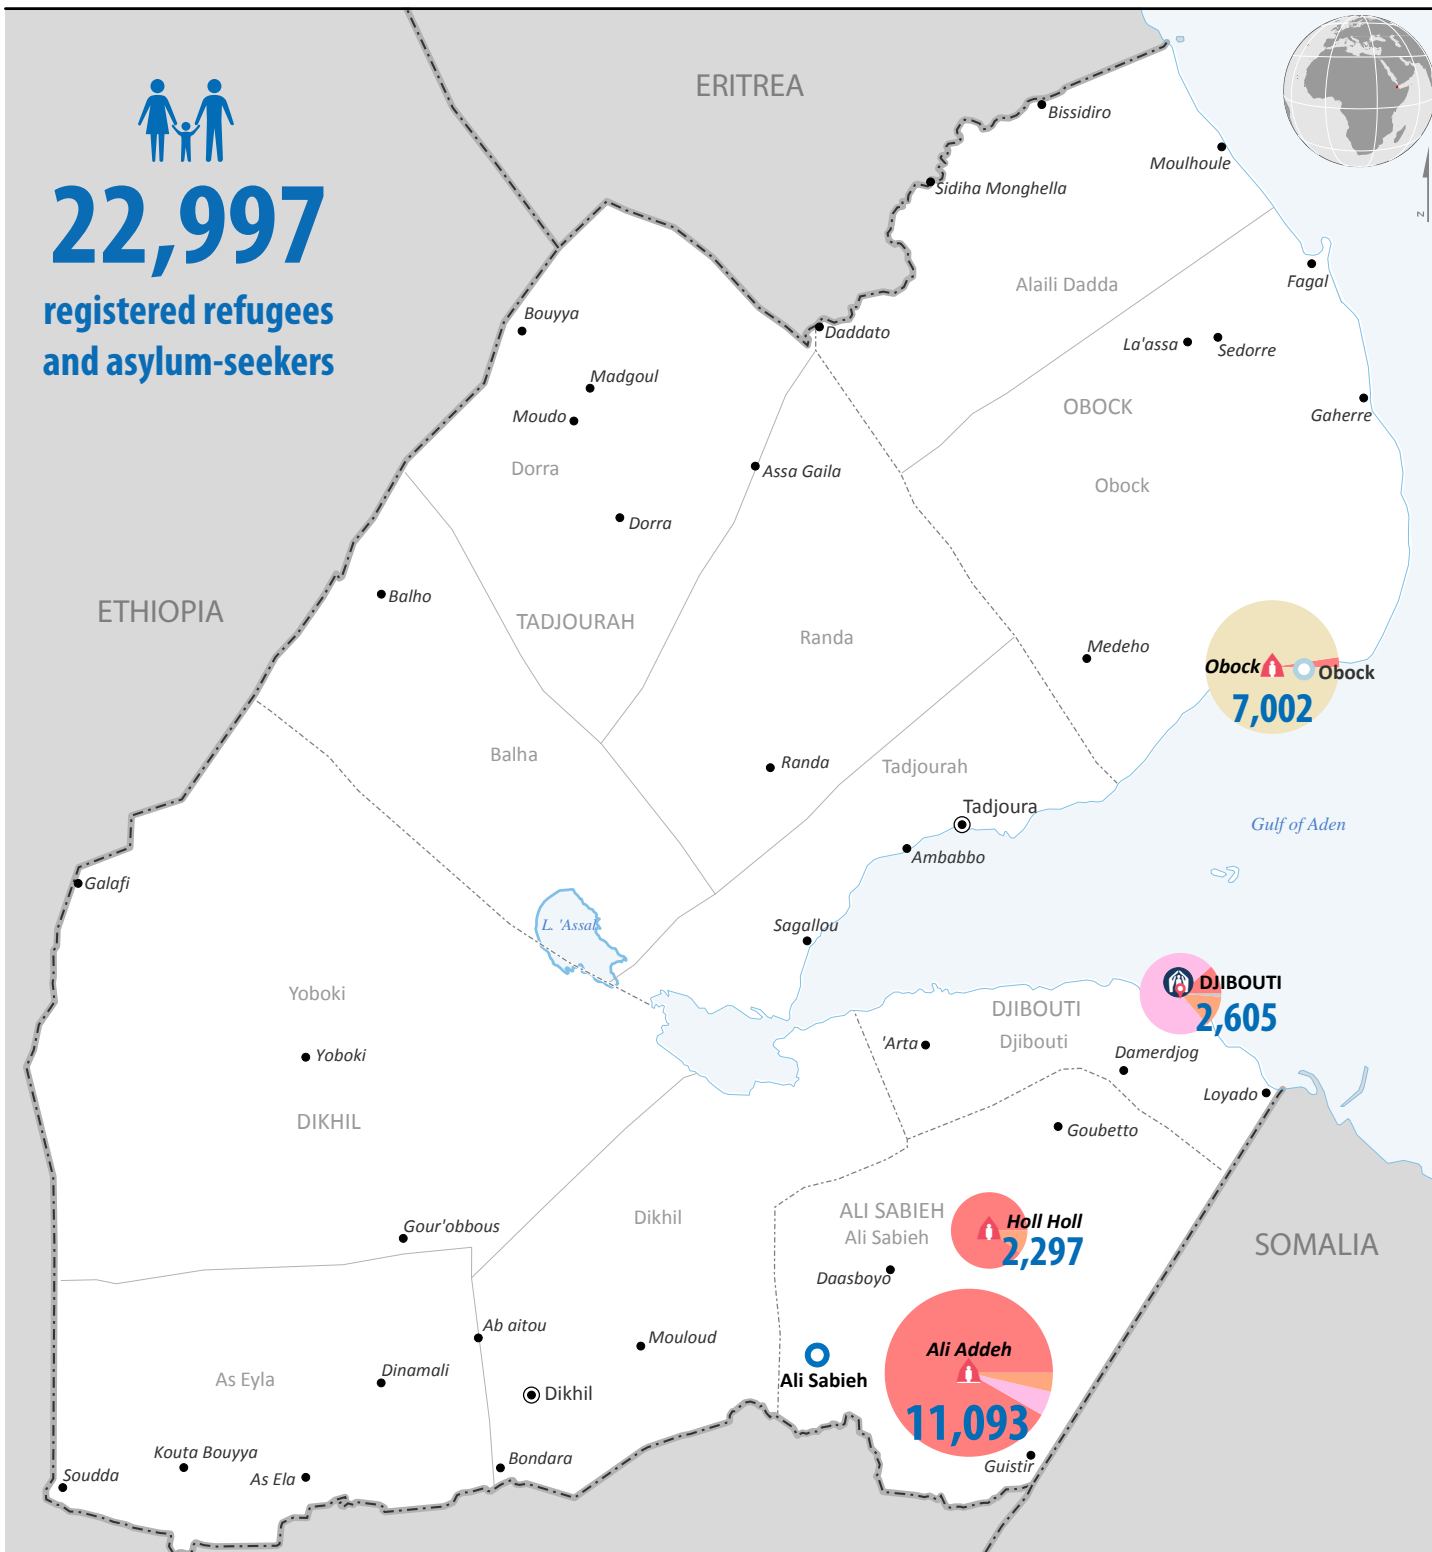 22,997
registered refugees
and asylum-seekers
ERITREA
Bissidiro
Moulhoule
Sidiha Monghella
z
Alaili Dadda
Fagal
Bouyya
Daddato
La'assa
Sedorre
Madgoul
Moudo
OBOCK
Gaherre
Dorra
Assa Gaila
Obock
Dorra
Balho
ETHIOPIA
TADJOURAH
Randa
Medeho
Obock
Obock
7,002
Balha
Randa
Tadjourah
Tadjoura
Gulf of Aden
Ambabbo
Galafi
L. 'Assal
Sagallou
Yoboki
DJIBOUTI
2,605
DJIBOUTI
Djibouti
'Arta
Damerdjog
Yoboki
Loyado
DIKHIL
Goubetto
Dikhil
ALI SABIEH
Ali Sabieh
Holl Holl
2,297
Gour'obbous
SOMALIA
Daasboyo
Ab aitou
Mouloud
Ali Addeh
11,093
As Eyla
Dinamali
Dikhil
Ali Sabieh
Kouta Bouyya
Bondara
Guistir
Soudda
As Ela